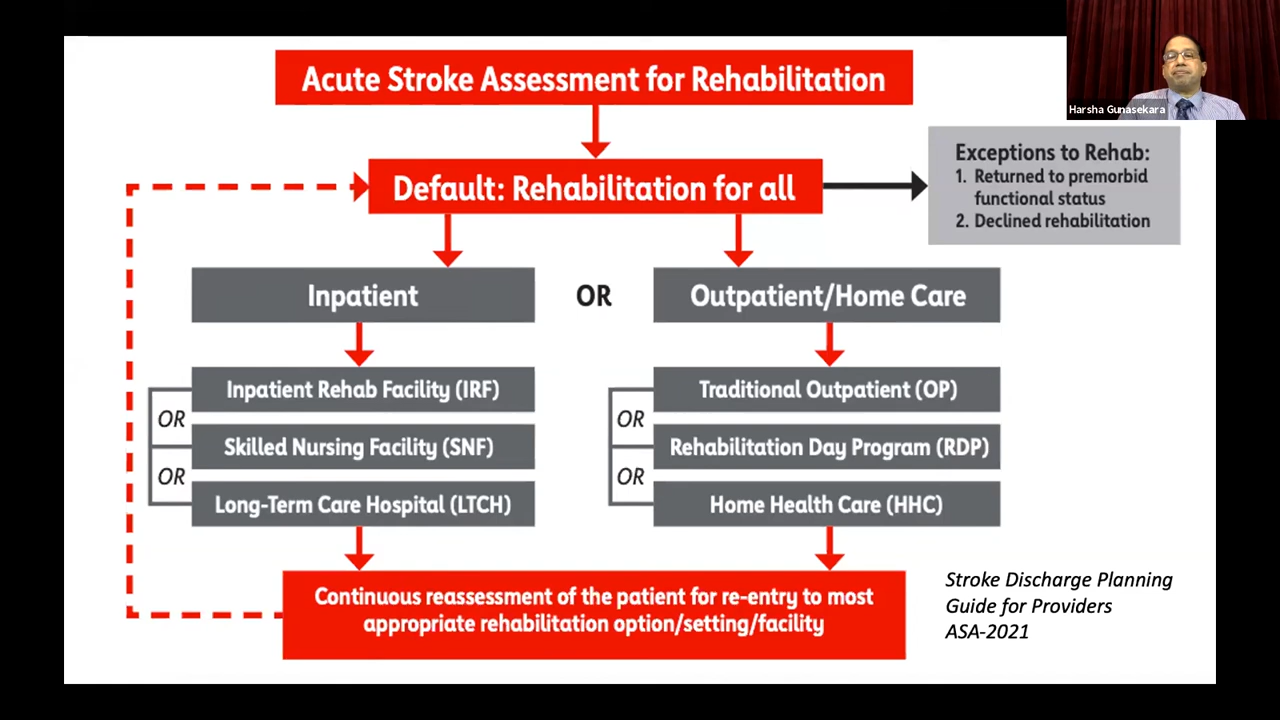 Acute Stroke Assessment for Rehabilitation
Harsha Gunasekara
Default: Rehabilitation for all
Exceptions to Rehab:
1. Returned to premorbid
functional status
2. Declined rehabilitation
Inpatient
OR
Outpatient/Home Care
Inpatient Rehab Facility (IRF)
OR
Skilled Nursing Facility (SNF)
OR
Long-Term Care Hospital (LTCH)
Traditional Outpatient (OP)
OR
Rehabilitation Day Program (RDP)
OR
Home Health Care (HHC)
Continuous reassessment of the patient for re-entry to most
appropriate rehabilitation option/setting/facility
Stroke Discharge Planning
Guide for Providers
ASA-2021